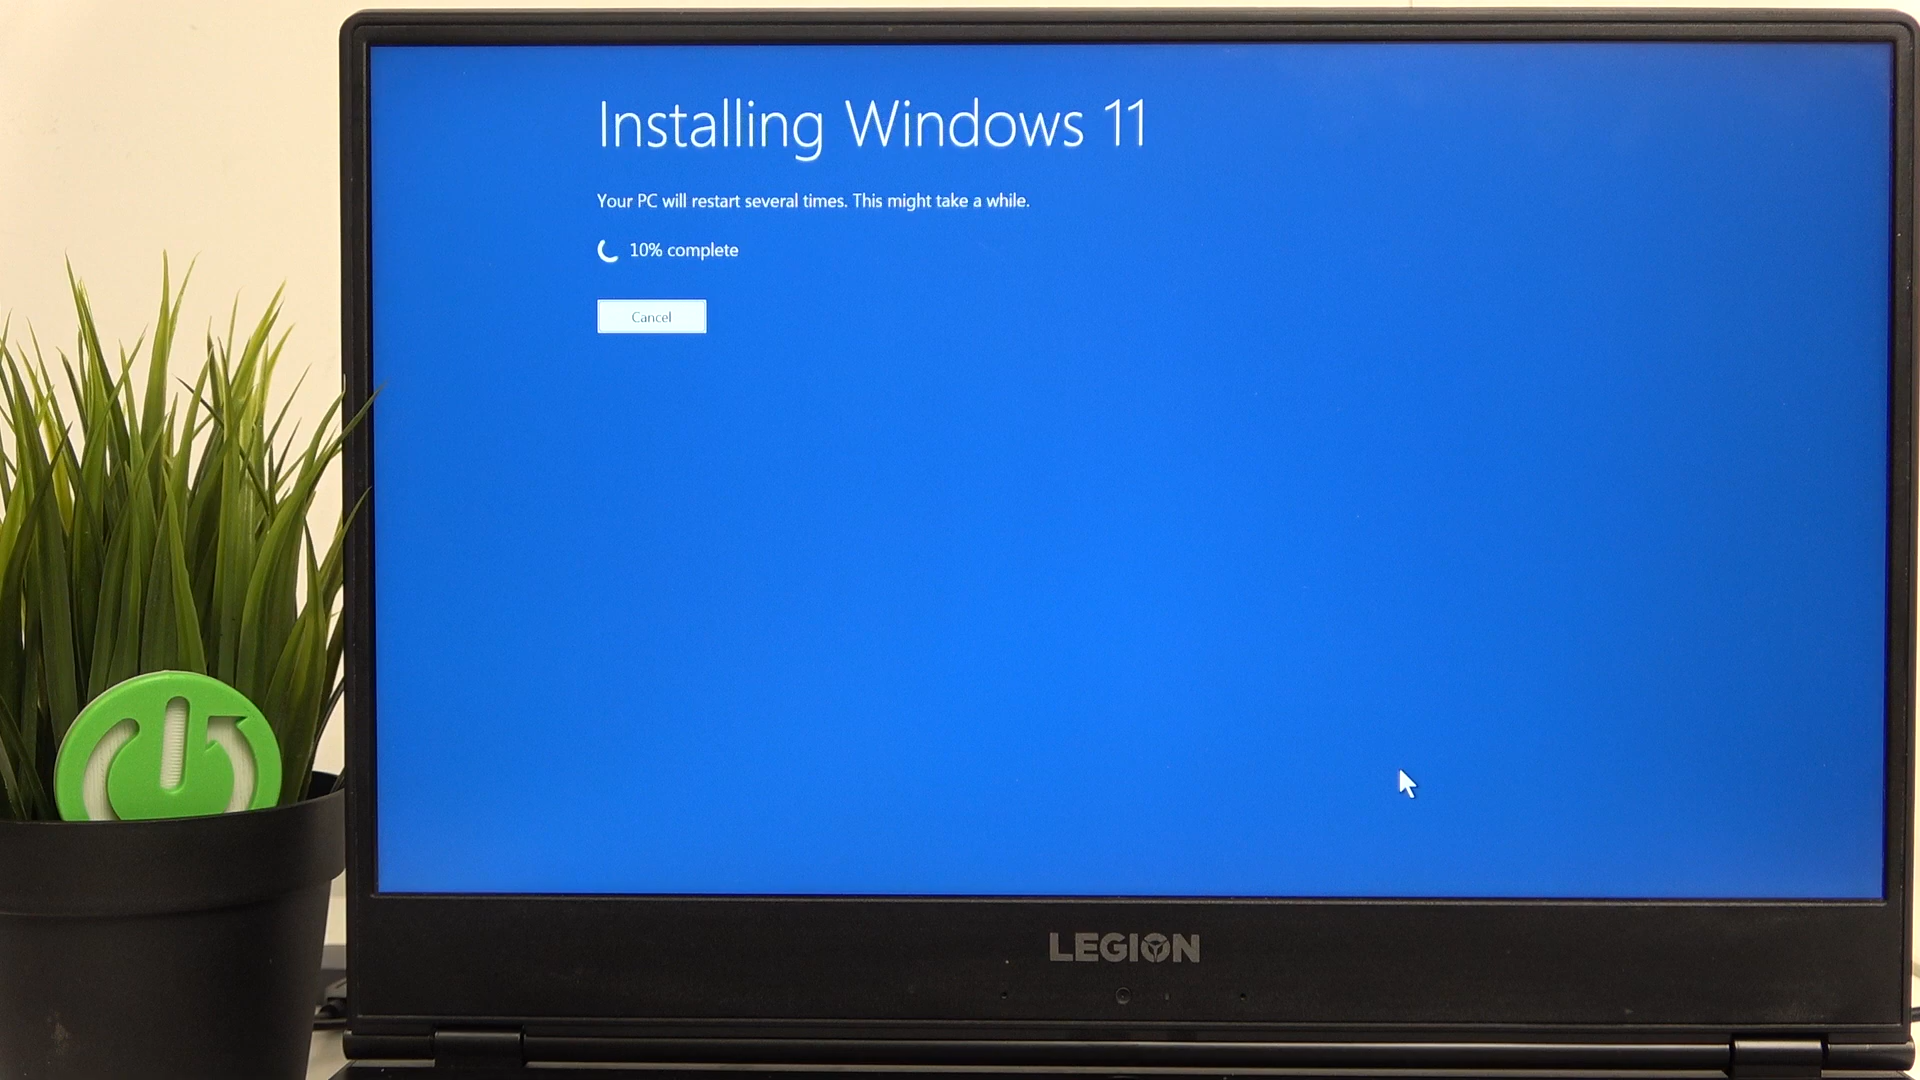 Installing Windows 11
Your PC will restart several times. This might take a while.
10% complete
Cancel
LEGION